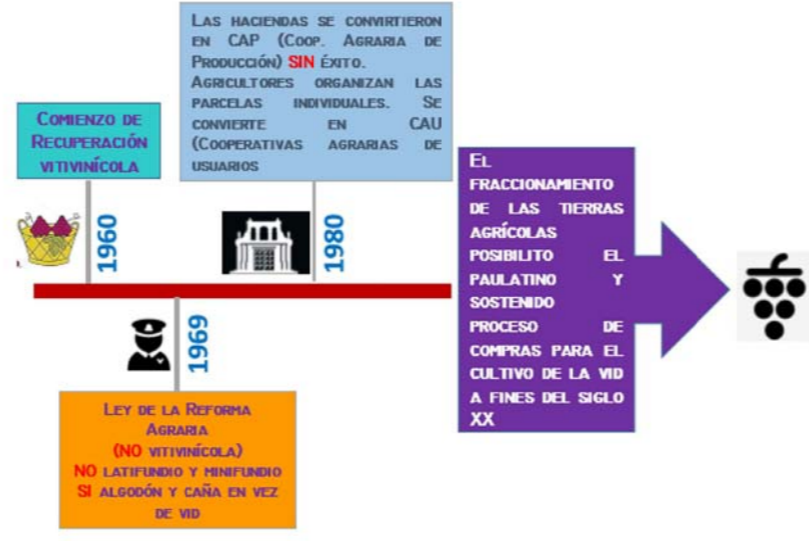 LAS HACIENDAS SE CONVIRTIERON
EN CAP (COOP. AGRARIA DE
PRODUCCIÓN) SIN ÉXITO.
AGRICULTORES ORGANIZAN LAS
PARCELAS INDIVIDUALES. SE
CONVIERTE EN CAU
(COOPERATIVAS AGRARIAS DE
USUARIOS
COMIENZO DE
RECUPERACIÓN
VITIVINÍCOLA
1960
1980
1969
LEY DE LA REFORMA
AGRARIA
(NO VITIVINÍCOLA)
NO LATIFUNDIO Y MINIFUNDIO
SI ALGODÓN Y CAÑA EN VEZ
DE VID
EL
FRACCIONAMIENTO
DE LAS TIERRAS
AGRÍCOLAS
POSIBILITO EL
PAULATINO Y
SOSTENIDO
PROCESO DE
COMPRAS PARA EL
CULTIVO DE LA VID
A FINES DEL SIGLO
XX